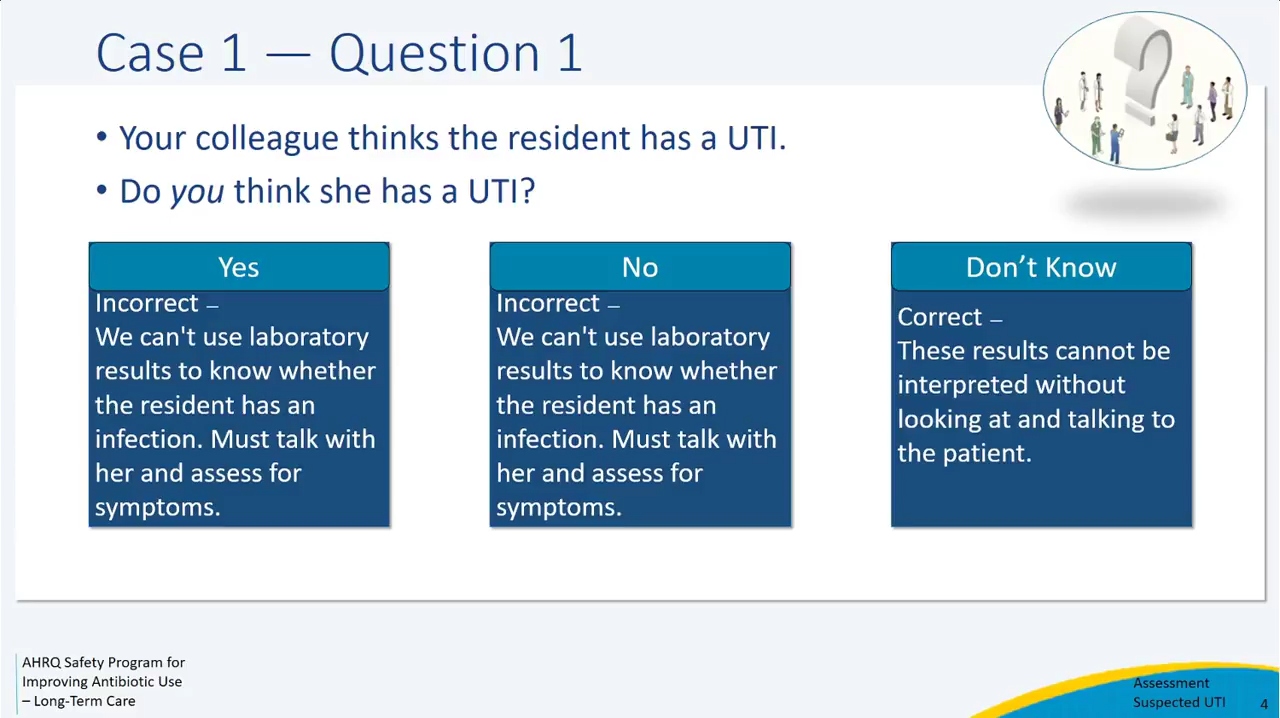 Case 1 — Question 1
• Your colleague thinks the resident has a UTI.
• Do you think she has a UTI?
Yes
Incorrect –
We can't use laboratory
results to know whether
the resident has an
infection. Must talk with
her and assess for
symptoms.
No
Incorrect –
We can't use laboratory
results to know whether
the resident has an
infection. Must talk with
her and assess for
symptoms.
Don’t Know
Correct –
These results cannot be
interpreted without
looking at and talking to
the patient.
AHRQ Safety Program for
Improving Antibiotic Use
– Long-Term Care
Assessment
Suspected UTI
4